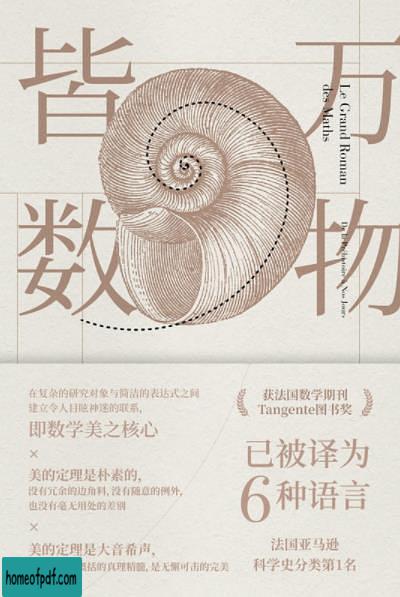 万物
皆数
Le Grand Roman
des Maths
De la Préhistoire à Nos Jours
在复杂的研究对象与简洁的表达式之间
建立令人目眩神迷的联系,
即数学美之核心
×
美的定理是朴素的,
没有冗余的边角料, 没有随意的例外,
也没有毫无用处的差别
×
美的定理是大音希声,
括的真理精髓, 是无懈可击的完美
获法国数学期刊
Tangente图书奖
已被译为
6种语言
法国亚马逊
科学史分类第1名
homeofpdf.com